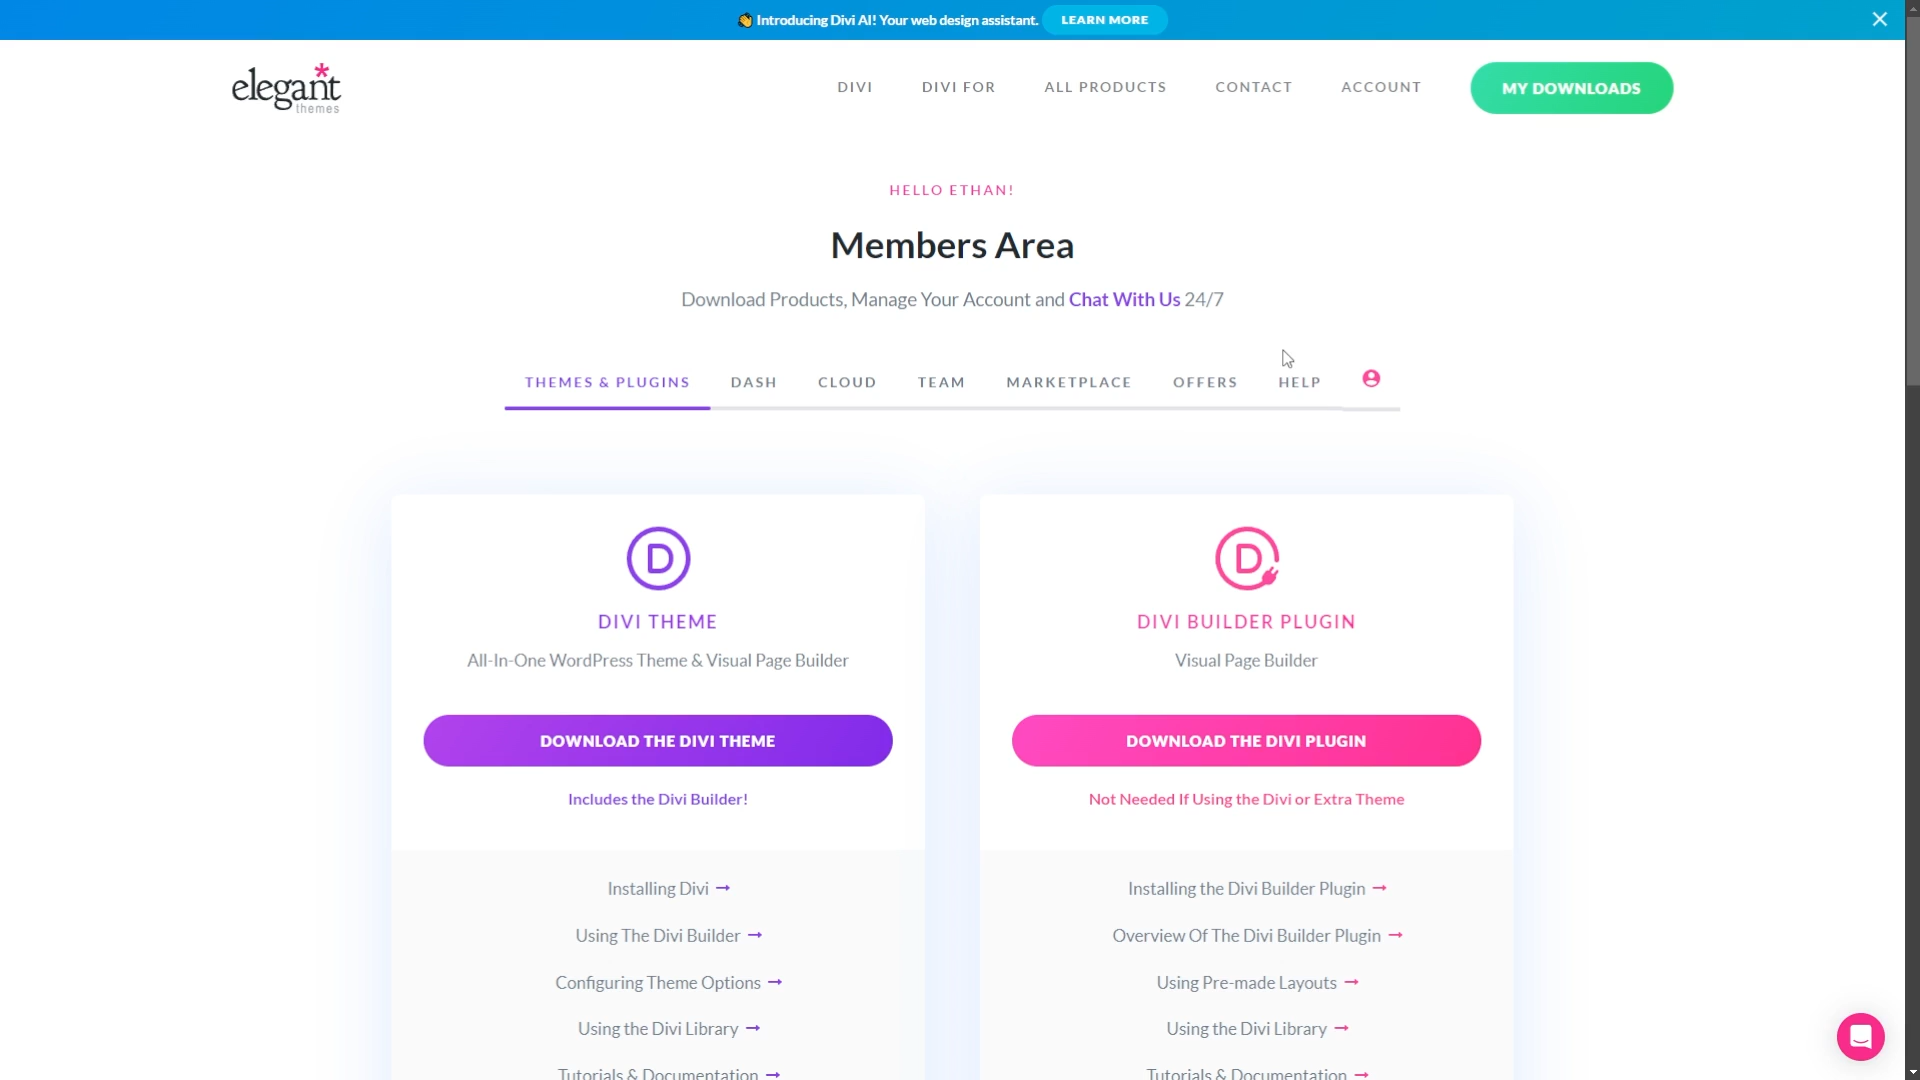 👏 Introducing Divi AI! Your web design assistant. LEARN MORE
elegant themes
DIVI DIVI FOR ALL PRODUCTS CONTACT ACCOUNT MY DOWNLOADS
HELLO ETHAN!
Members Area
Download Products, Manage Your Account and Chat With Us 24/7
THEMES & PLUGINS DASH CLOUD TEAM MARKETPLACE OFFERS HELP
D
DIVI THEME
All-In-One WordPress Theme & Visual Page Builder
DOWNLOAD THE DIVI THEME
Includes the Divi Builder!
Installing Divi →
Using The Divi Builder →
Configuring Theme Options →
Using the Divi Library →
Tutorials & Documentation →
D
DIVI BUILDER PLUGIN
Visual Page Builder
DOWNLOAD THE DIVI PLUGIN
Not Needed If Using the Divi or Extra Theme
Installing the Divi Builder Plugin →
Overview Of The Divi Builder Plugin →
Using Pre-made Layouts →
Using the Divi Library →
Tutorials & Documentation →